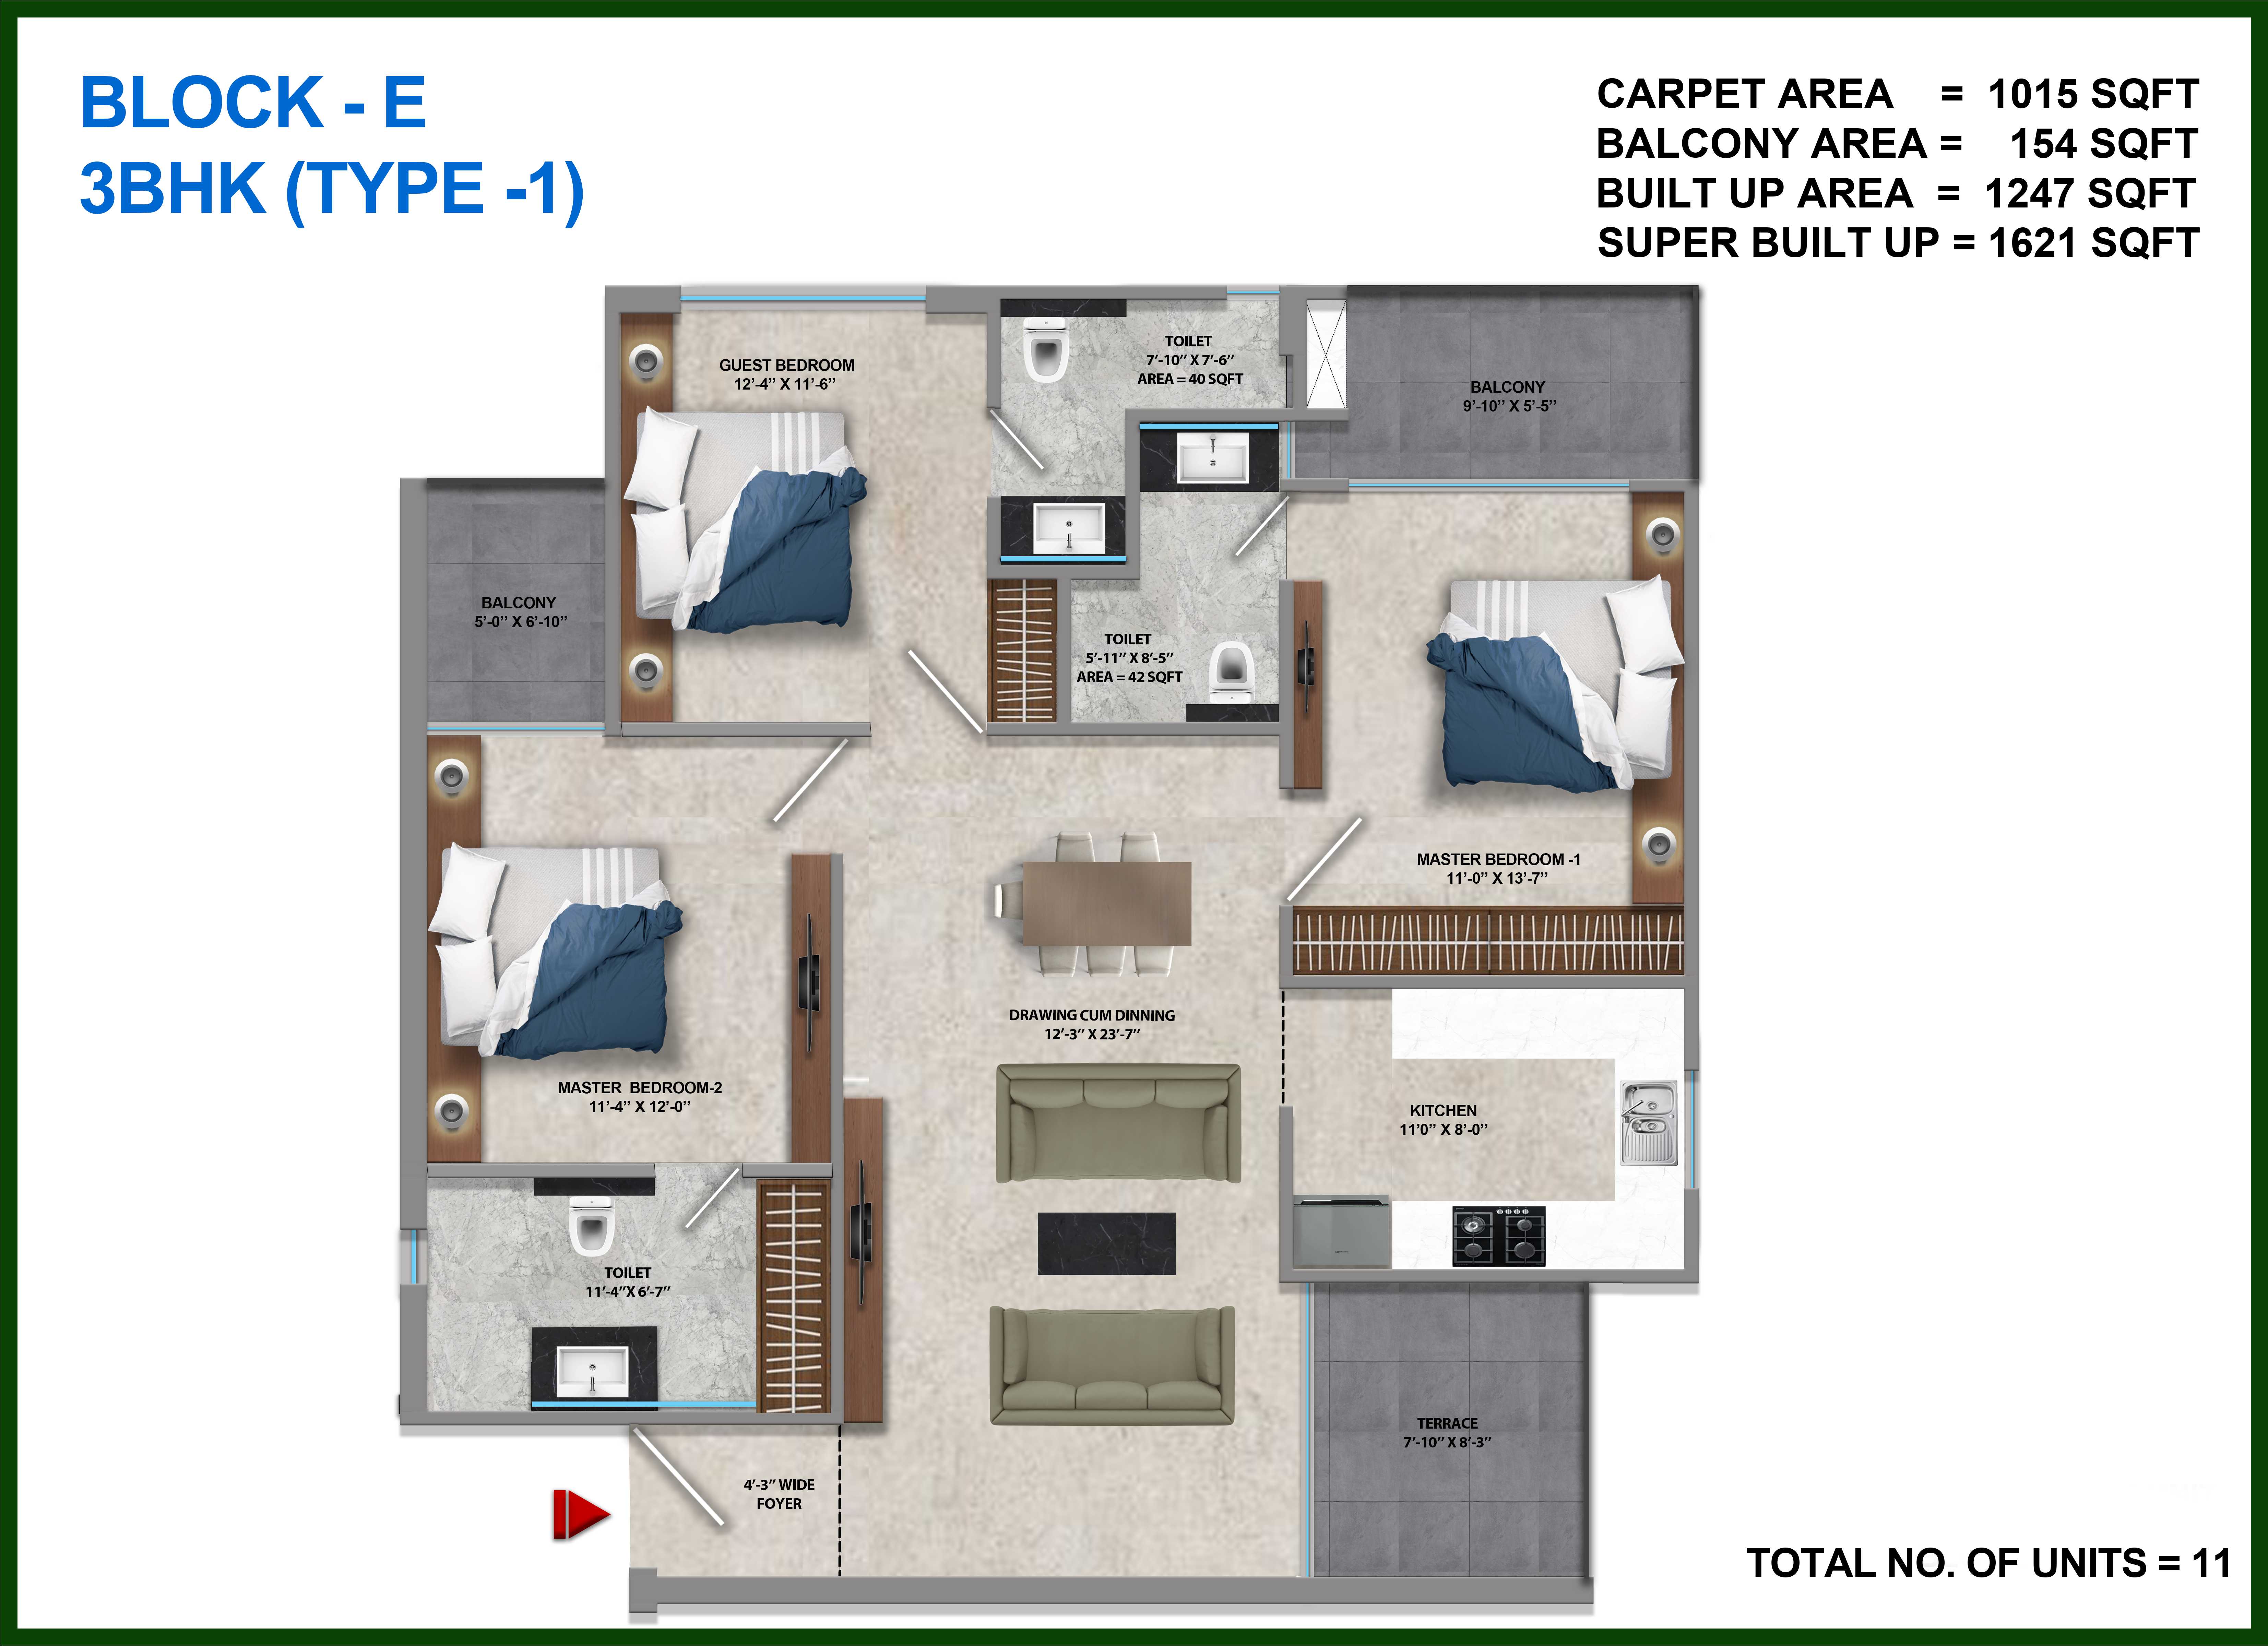 BLOCK - E
3BHK (TYPE -1)
CARPET AREA = 1015 SQFT
BALCONY AREA = 154 SQFT
BUILT UP AREA = 1247 SQFT
SUPER BUILT UP = 1621 SQFT
GUEST BEDROOM
12'-4'' X 11'-6''
TOILET
7'-10'' X 7'-6''
AREA = 40 SQFT
BALCONY
9'-10'' X 5'-5''
BALCONY
5'-0'' X 6'-10''
TOILET
5'-11'' X 8'-5''
AREA = 42 SQFT
MASTER BEDROOM -1
11'-0'' X 13'-7''
DRAWING CUM DINNING
12'-3'' X 23'-7''
MASTER BEDROOM-2
11'-4'' X 12'-0''
KITCHEN
11'0'' X 8'-0''
TOILET
11'-4''X 6'-7''
TERRACE
7'-10'' X 8'-3''
4'-3'' WIDE
FOYER
TOTAL NO. OF UNITS = 11